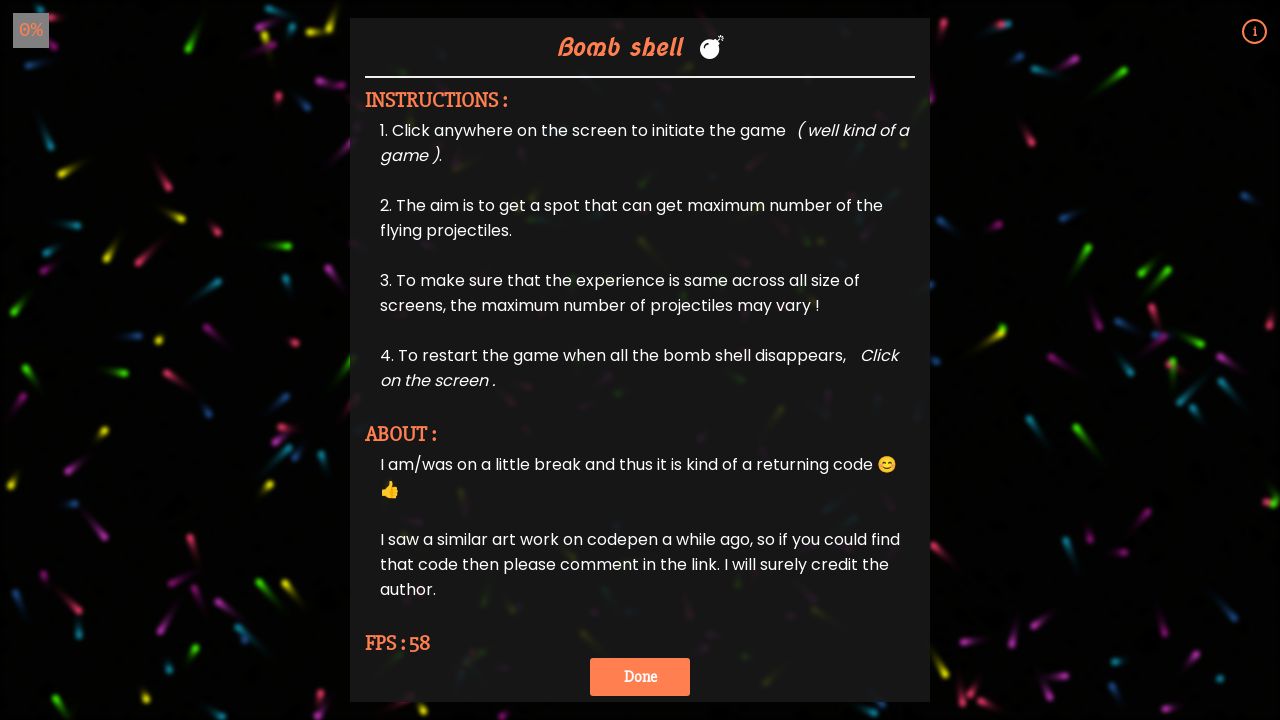 0%
i
Bomb shell 💣
INSTRUCTIONS :
1. Click anywhere on the screen to initiate the game ( well kind of a
game ).
2. The aim is to get a spot that can get maximum number of the
flying projectiles.
3. To make sure that the experience is same across all size of
screens, the maximum number of projectiles may vary !
4. To restart the game when all the bomb shell disappears, Click
on the screen .
ABOUT :
I am/was on a little break and thus it is kind of a returning code 😊
👍
I saw a similar art work on codepen a while ago, so if you could find
that code then please comment in the link. I will surely credit the
author.
FPS : 58
Done